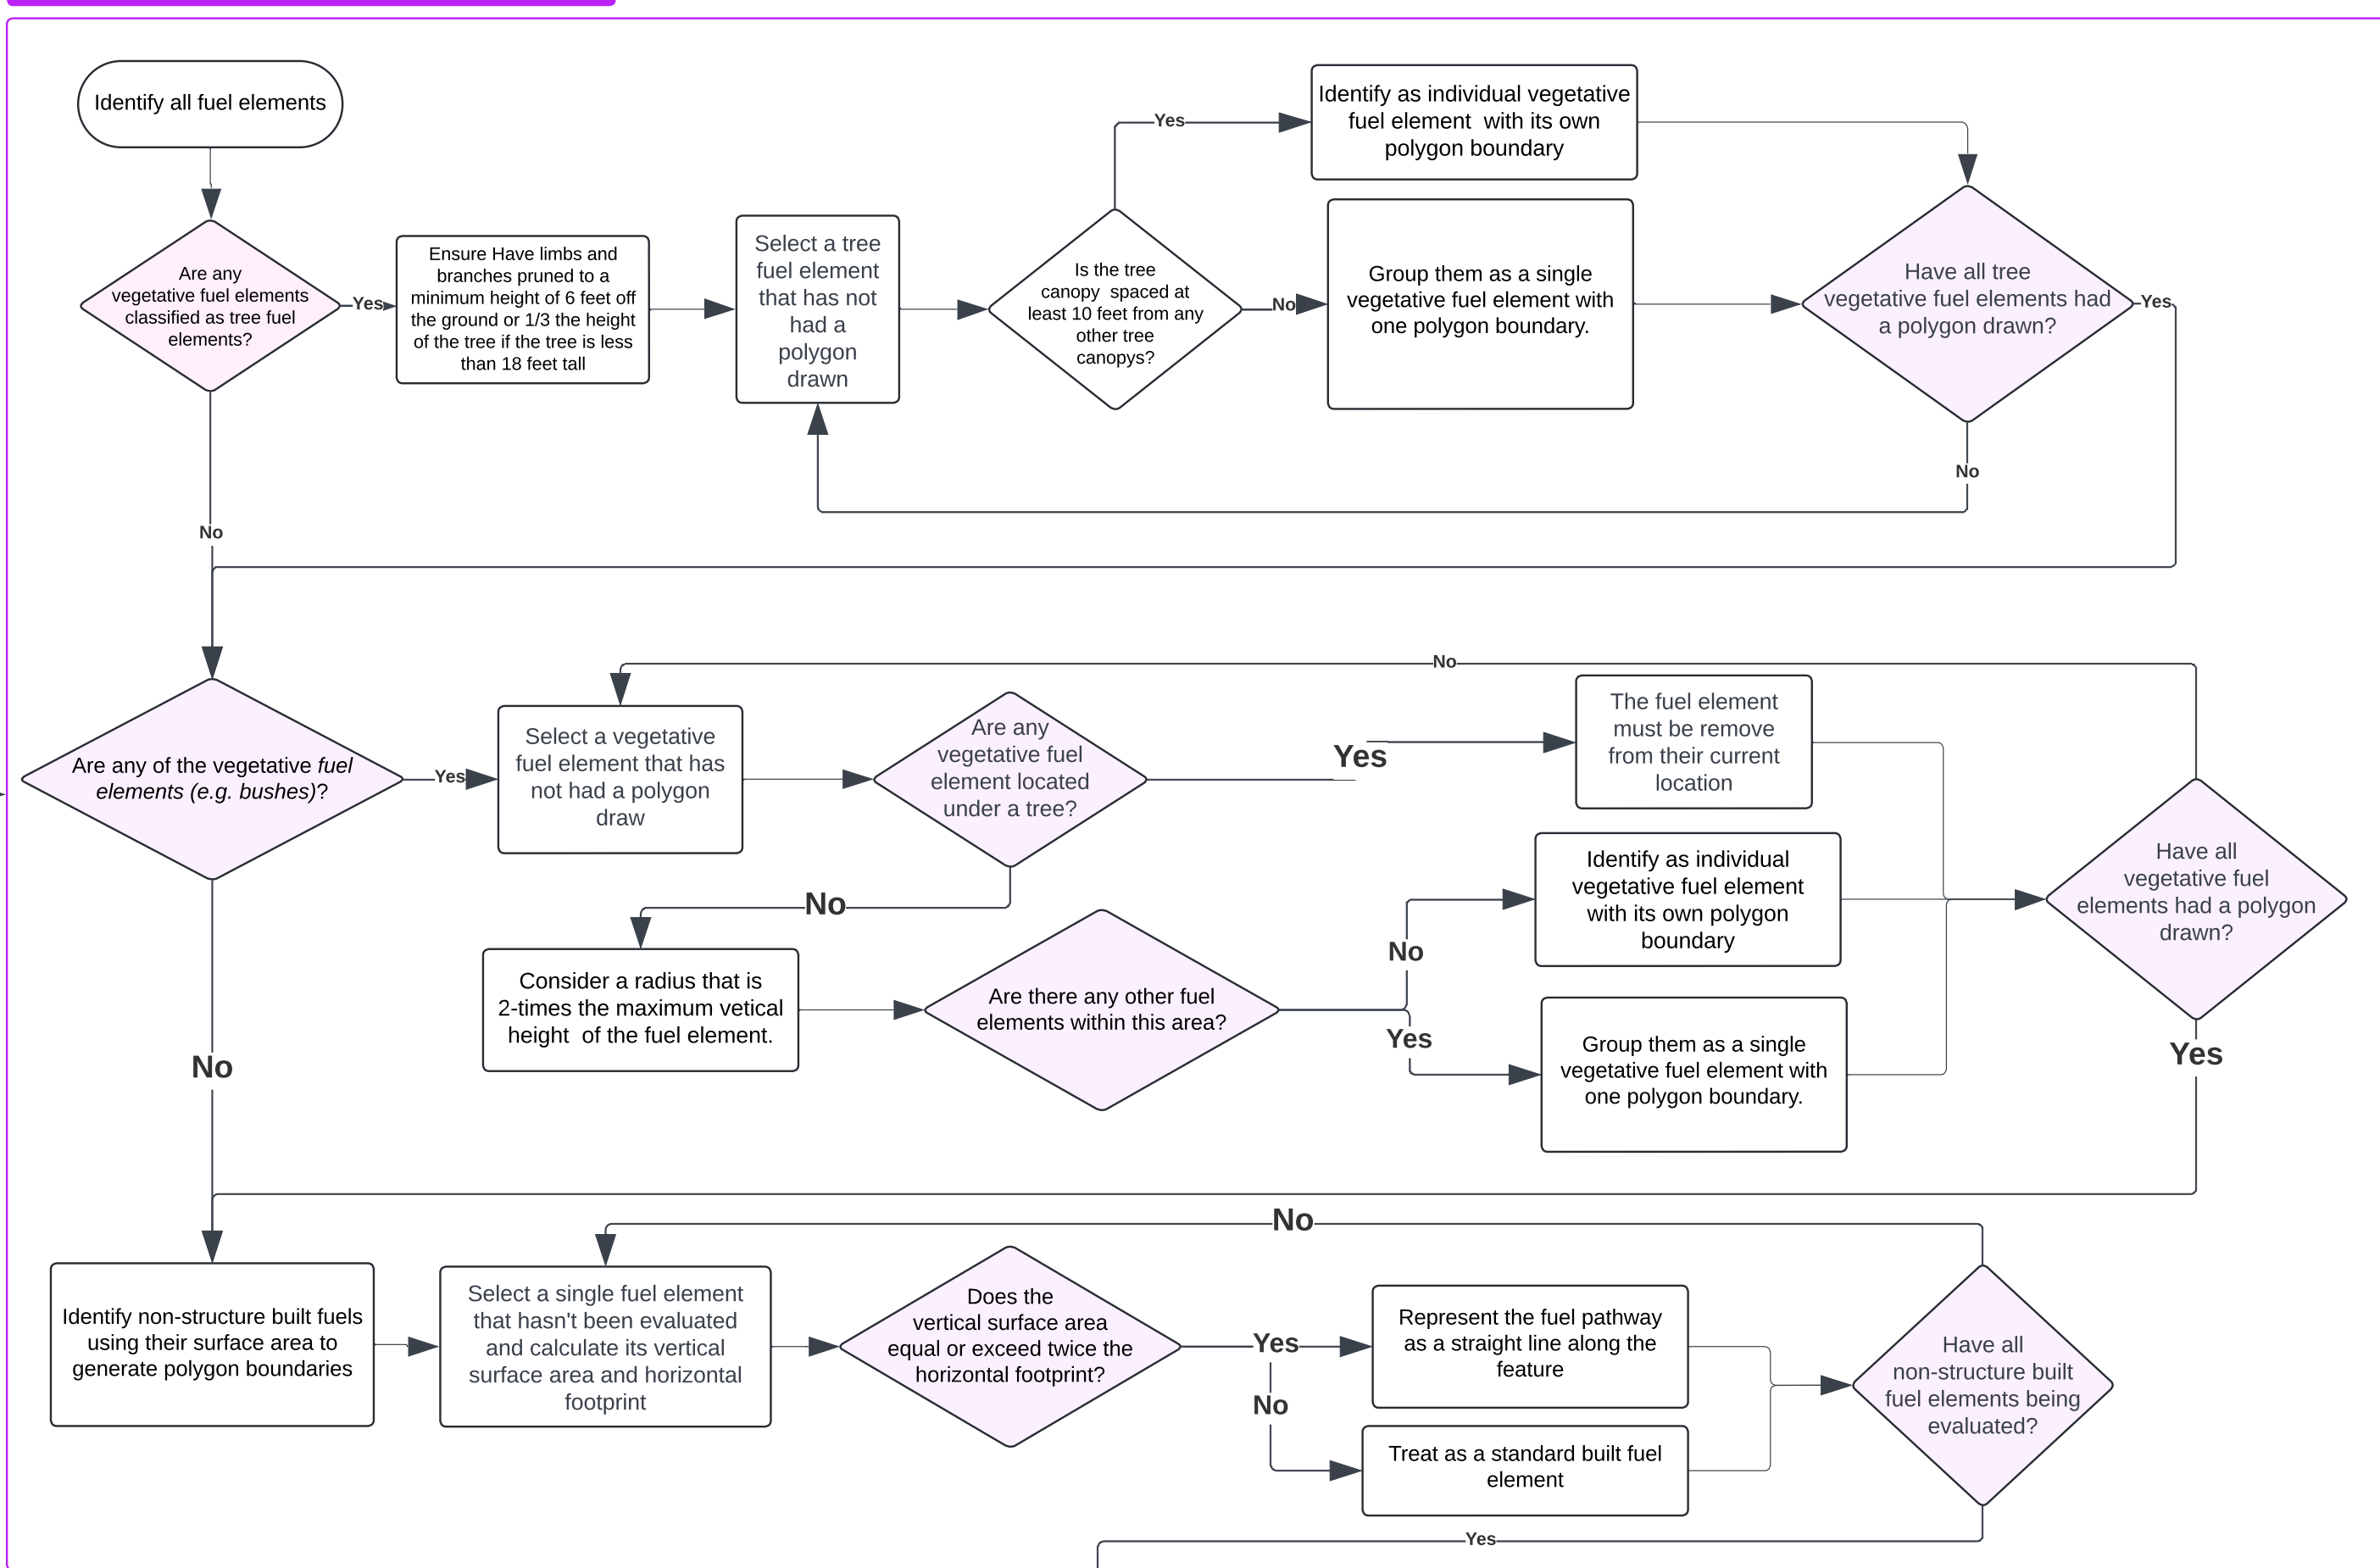 Identify all fuel elements
Are any
vegetative fuel elements
classified as tree fuel
elements?
Yes
Ensure Have limbs and
branches pruned to a
minimum height of 6 feet off
the ground or 1/3 the height
of the tree if the tree is less
than 18 feet tall
Select a tree
fuel element
that has not
had a
polygon
drawn
Is the tree
canopy spaced at
least 10 feet from any
other tree
canopys?
Yes
Identify as individual vegetative
fuel element with its own
polygon boundary
No
Group them as a single
vegetative fuel element with
one polygon boundary.
Have all tree
vegetative fuel elements had
a polygon drawn?
Yes
No
No
Are any of the vegetative fuel
elements (e.g. bushes)?
Yes
No
Select a vegetative
fuel element that has
not had a polygon
draw
Are any
vegetative fuel
element located
under a tree?
Yes
The fuel element
must be remove
from their current
location
No
Consider a radius that is
2-times the maximum vetical
height of the fuel element.
Are there any other fuel
elements within this area?
No
Identify as individual
vegetative fuel element
with its own polygon
boundary
Yes
Group them as a single
vegetative fuel element with
one polygon boundary.
Have all
vegetative fuel
elements had a polygon
drawn?
Yes
No
No
Identify non-structure built fuels
using their surface area to
generate polygon boundaries
Select a single fuel element
that hasn't been evaluated
and calculate its vertical
surface area and horizontal
footprint
Does the
vertical surface area
equal or exceed twice the
horizontal footprint?
Yes
Represent the fuel pathway
as a straight line along the
feature
No
Treat as a standard built fuel
element
Have all
non-structure built
fuel elements being
evaluated?
Yes